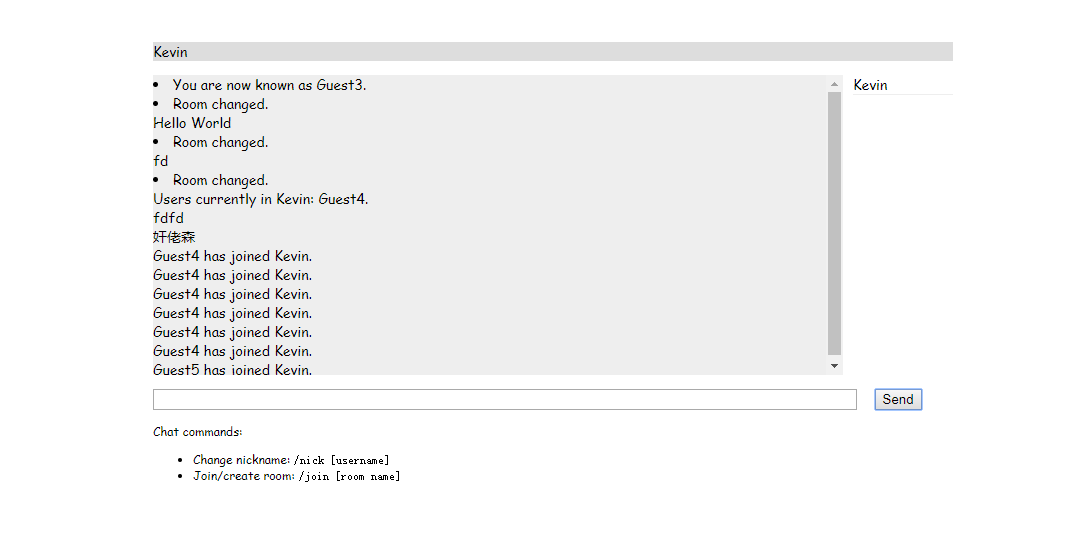 Kevin
You are now known as Guest3.
Room changed.
Hello World
Room changed.
fd
Room changed.
Users currently in Kevin: Guest4.
fdfd
奸佬森
Guest4 has joined Kevin.
Guest4 has joined Kevin.
Guest4 has joined Kevin.
Guest4 has joined Kevin.
Guest4 has joined Kevin.
Guest4 has joined Kevin.
Guest5 has joined Kevin.
Kevin
Send
Chat commands:
Change nickname: /nick [username]
Join/create room: /join [room name]